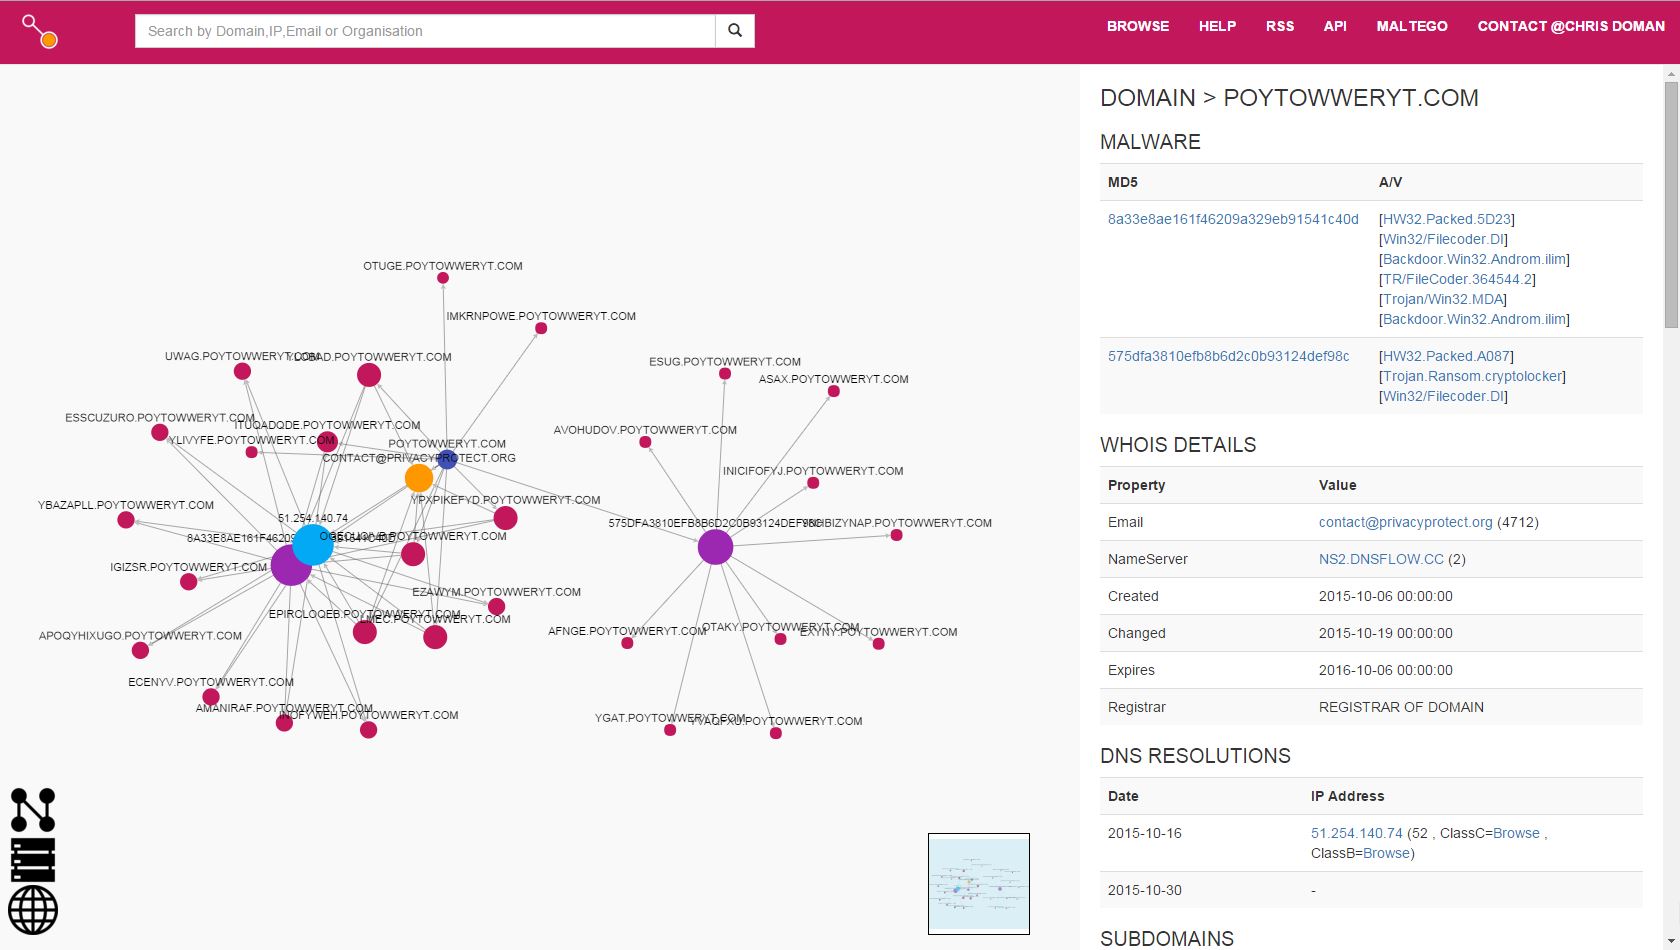 Search by Domain,IP,Email or Organisation
BROWSE
HELP
RSS
API
MALTEGO
CONTACT @CHRIS DOMAN
OTUGE.POYTOWWERYT.COM
IMKRNPOWE.POYTOWWERYT.COM
UWAG.POYTOWWERYT.COM
YLOBAD.POYTOWWERYT.COM
ESUG.POYTOWWERYT.COM
ASAX.POYTOWWERYT.COM
ESSCUZURO.POYTOWWERYT.COM
ITUQADQDE.POYTOWWERYT.COM
YLIVYFE.POYTOWWERYT.COM
POYTOWWERYT.COM
CONTACT@PRIVACYPROTECT.ORG
AVOHUDOV.POYTOWWERYT.COM
INICIFOFYJ.POYTOWWERYT.COM
YBAZAPLL.POYTOWWERYT.COM
YPXPIKEFYD.POYTOWWERYT.COM
51.254.140.74
575DFA3810EFB8B6D2C0B93124DEF98C
POYTOWWERYT.COM
8A33E8AE161F46209
POYTOWWERYT.COM
IGIZSR.POYTOWWERYT.COM
EZAWYM.POYTOWWERYT.COM
EPIRCLOQEB.POYTOWWERYT.COM
POYTOWWERYT.COM
APOQYHIXUGO.POYTOWWERYT.COM
AFNGE.POYTOWWERYT.COM
OTAKY.POYTOWWERYT.COM
EXYNY.POYTOWWERYT.COM
ECENYV.POYTOWWERYT.COM
AMANIRAF.POYTOWWERYT.COM
INOFYWEH.POYTOWWERYT.COM
YGAT.POYTOWWERYT.COM
POYTOWWERYT.COM
DOMAIN > POYTOWWERYT.COM
MALWARE
MD5 A/V
8a33e8ae161f46209a329eb91541c40d [HW32.Packed.5D23]
[Win32/Filecoder.DI]
[Backdoor.Win32.Androm.ilim]
[TR/FileCoder.364544.2]
[Trojan/Win32.MDA]
[Backdoor.Win32.Androm.ilim]
575dfa3810efb8b6d2c0b93124def98c [HW32.Packed.A087]
[Trojan.Ransom.cryptolocker]
[Win32/Filecoder.DI]
WHOIS DETAILS
Property Value
Email contact@privacyprotect.org (4712)
NameServer NS2.DNSFLOW.CC (2)
Created 2015-10-06 00:00:00
Changed 2015-10-19 00:00:00
Expires 2016-10-06 00:00:00
Registrar REGISTRAR OF DOMAIN
DNS RESOLUTIONS
Date IP Address
2015-10-16 51.254.140.74 (52 , ClassC=Browse ,
ClassB=Browse)
2015-10-30 -
SUBDOMAINS